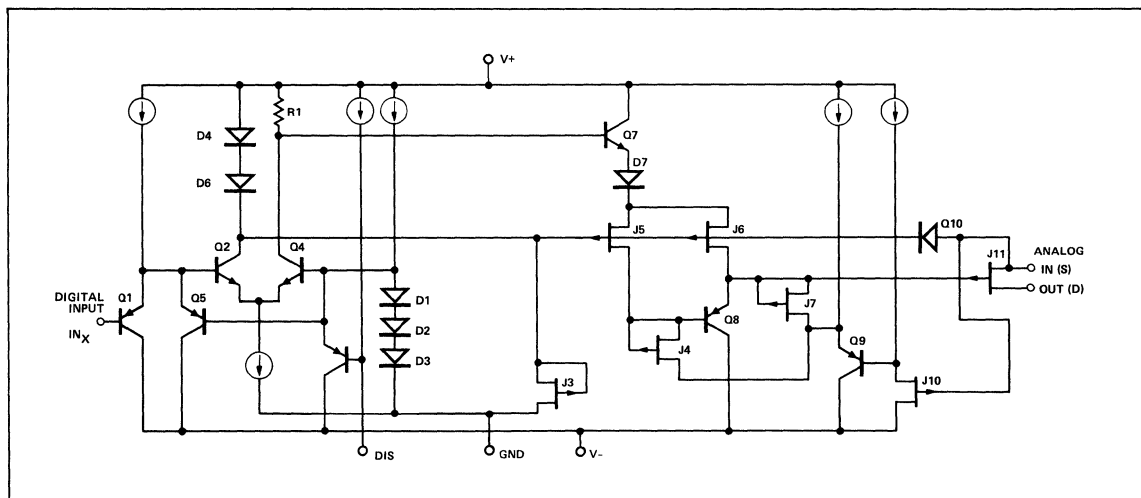 V+
R1
D4
Q7
D7
D6
Q10
J5
J6
J11
ANALOG
IN (S)
OUT (D)
Q2
Q4
DIGITAL
INPUT
INX
Q1
Q5
D1
D2
D3
J7
Q8
J4
Q9
J3
J10
DIS
GND
V-